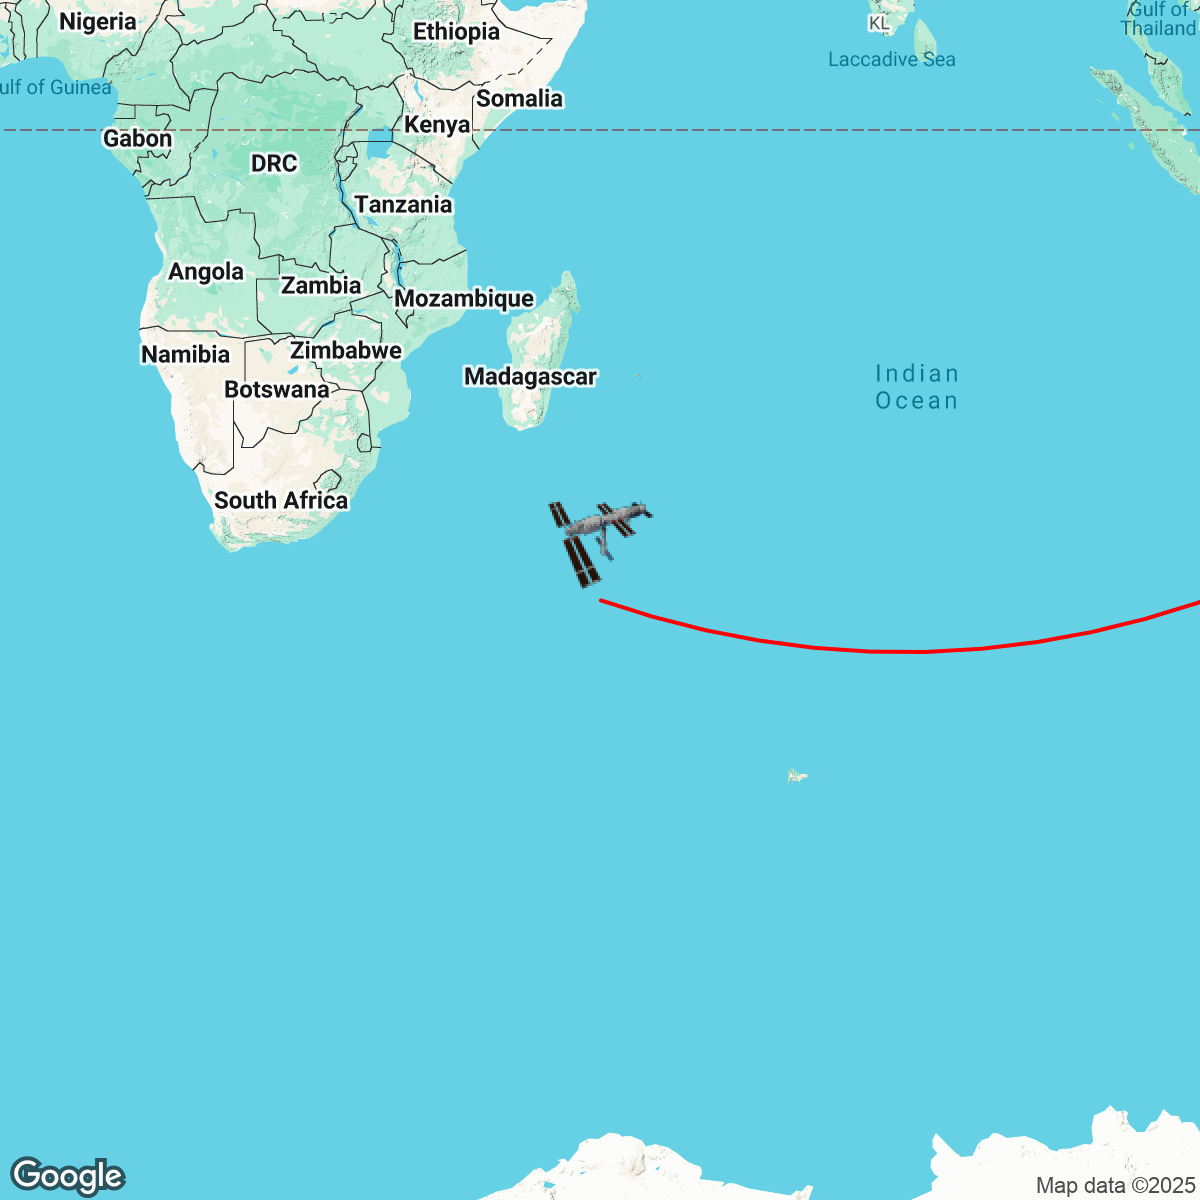 Nigeria
Ethiopia
KL
Gulf of
Thailand
Laccadive Sea
ulf of Guinea
Somalia
Gabon
Kenya
DRC
Tanzania
Angola
Zambia
Mozambique
Namibia
Zimbabwe
Botswana
Madagascar
Indian
Ocean
South Africa
Google
Map data ©2025